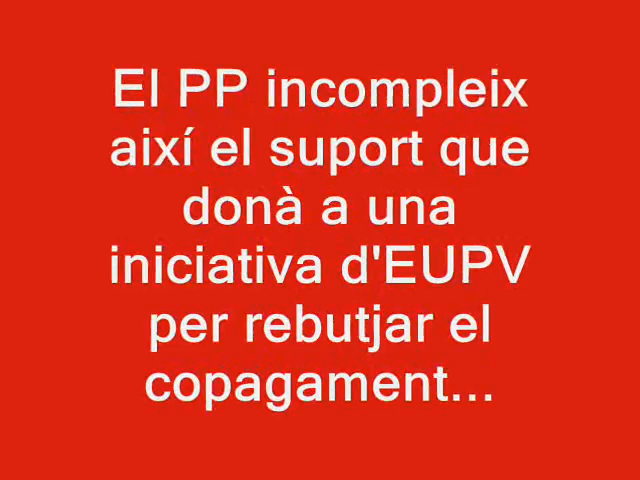 El PP incompleix
així el suport que
donà a una
iniciativa d'EUPV
per rebutjar el
copagament...